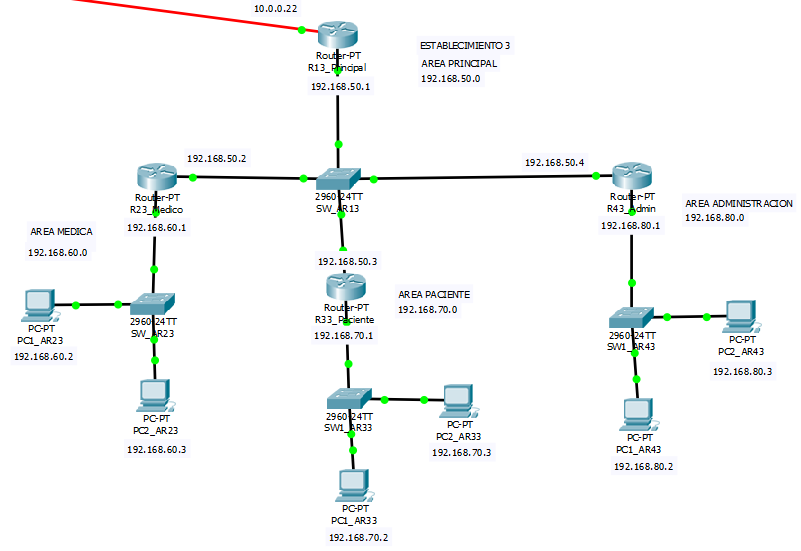 10.0.0.22
Router-PT
R13_Principal
192.168.50.1
ESTABLECIMIENTO 3
AREA PRINCIPAL
192.168.50.0
192.168.50.2
Router-PT
R23_Medico
192.168.60.1
2960-24TT
SW_AR13
192.168.50.4
Router-PT
R43_Admin
192.168.80.1
AREA ADMINISTRACION
192.168.80.0
AREA MEDICA
192.168.60.0
192.168.50.3
Router-PT
R33_Paciente
192.168.70.1
AREA PACIENTE
192.168.70.0
PC-PT
PC1_AR23
192.168.60.2
2960-24TT
SW_AR23
2960-24TT
SW1_AR43
PC-PT
PC2_AR43
192.168.80.3
PC-PT
PC2_AR23
192.168.60.3
2960-24TT
SW1_AR33
PC-PT
PC2_AR33
192.168.70.3
PC-PT
PC1_AR43
192.168.80.2
PC-PT
PC1_AR33
192.168.70.2